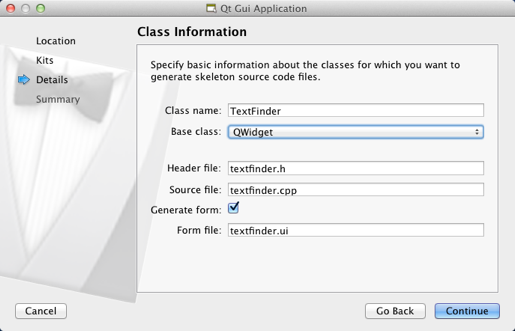 Qt Gui Application
Location
Kits
Details
Summary
Class Information
Specify basic information about the classes for which you want to
generate skeleton source code files.
Class name: TextFinder
Base class: QWidget
Header file: textfinder.h
Source file: textfinder.cpp
Generate form:
Form file: textfinder.ui
Cancel
Go Back
Continue